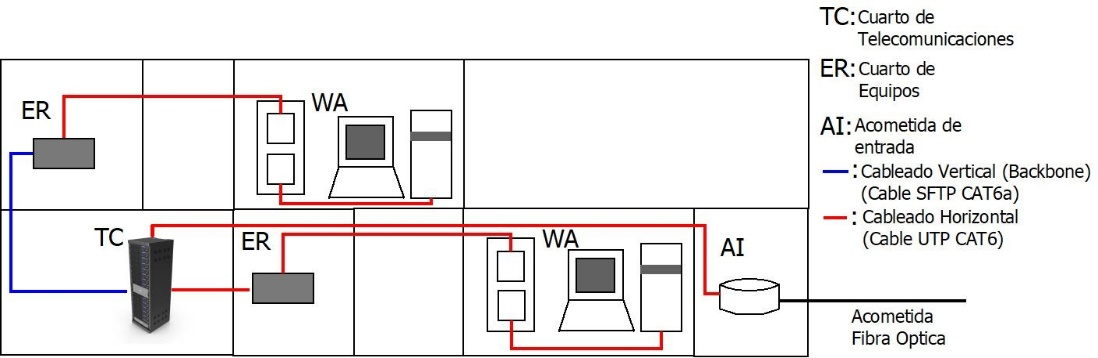 TC: Cuarto de
Telecomunicaciones
ER: Cuarto de
Equipos
AI: Acometida de
entrada
: Cableado Vertical (Backbone)
(Cable SFTP CAT6a)
: Cableado Horizontal
(Cable UTP CAT6)
ER
WA
TC
ER
WA
AI
Acometida
Fibra Optica